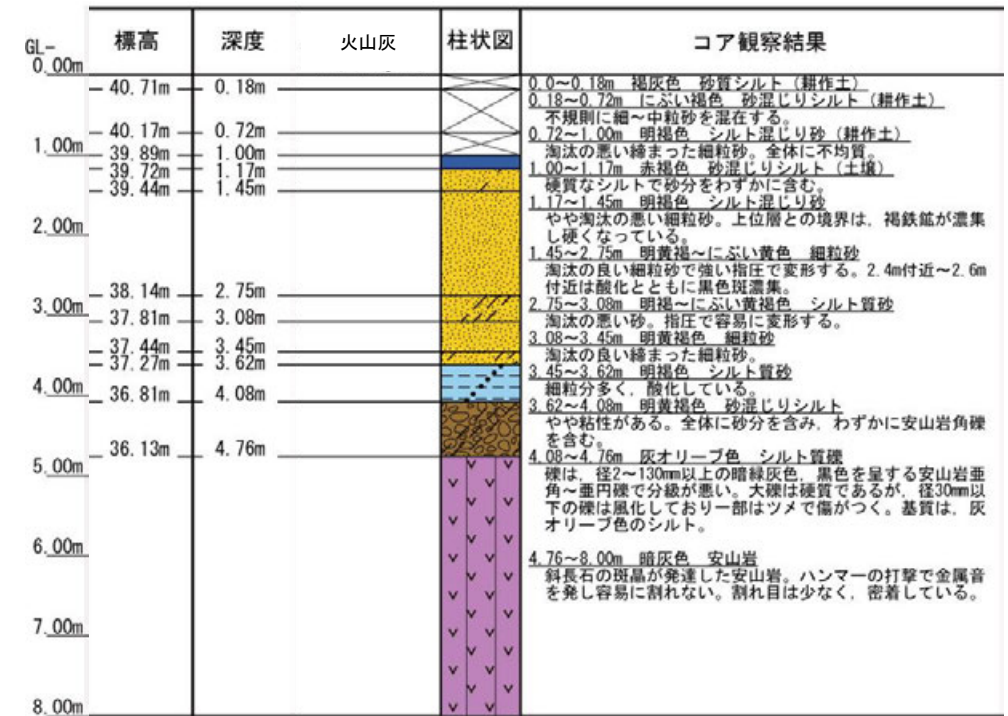 標高 深度 火山灰 柱状図 コア観察結果
GL-
0.00m
40.71m 0.18m
40.17m 0.72m
1.00m
39.89m 1.00m
39.72m 1.17m
39.44m 1.45m
2.00m
38.14m 2.75m
3.00m
37.81m 3.08m
37.44m 3.45m
37.27m 3.62m
4.00m
36.81m 4.08m
36.13m 4.76m
5.00m
6.00m
7.00m
8.00m
0.0~0.18m 褐灰色 砂質シルト(耕作土)
0.18~0.72m にぶい褐色 砂混じりシルト(耕作土)
不規則に細~中粒砂を混在する。
0.72~1.00m 明褐色 シルト混じり砂(耕作土)
淘汰の悪い締まった細粒砂。全体に不均質。
1.00~1.17m 赤褐色 砂混じりシルト(土壌)
硬質なシルトで砂分をわずかに含む。
1.17~1.45m 明褐色 シルト混じり砂
やや淘汰の悪い細粒砂。上位層との境界は、褐鉄鉱が濃集
し硬くなっている。
1.45~2.75m 明黄褐~にぶい黄色 細粒砂
淘汰の良い細粒砂で強い指圧で変形する。2.4m付近~2.6m
付近は酸化とともに黒色斑濃集。
2.75~3.08m 明褐~にぶい黄褐色 シルト質砂
淘汰の悪い砂。指圧で容易に変形する。
3.08~3.45m 明黄褐色 細粒砂
淘汰の良い締まった細粒砂。
3.45~3.62m 明褐色 シルト質砂
細粒分多く、酸化している。
3.62~4.08m 明黄褐色 砂混じりシルト
やや粘性がある。全体に砂分を含み、わずかに安山岩角礫
を含む。
4.08~4.76m 灰オリーブ色 シルト質礫
礫は、径2~130mm以上の暗緑灰色、黒色を呈する安山岩亜
角~亜円礫で分級が悪い。大礫は硬質であるが、径30mm以
下の礫は風化しており一部はツメで傷がつく。基質は、灰
オリーブ色のシルト。
4.76~8.00m 暗灰色 安山岩
斜長石の斑晶が発達した安山岩。ハンマーの打撃で金属音
を発し容易に割れない。割れ目は少なく、密着している。